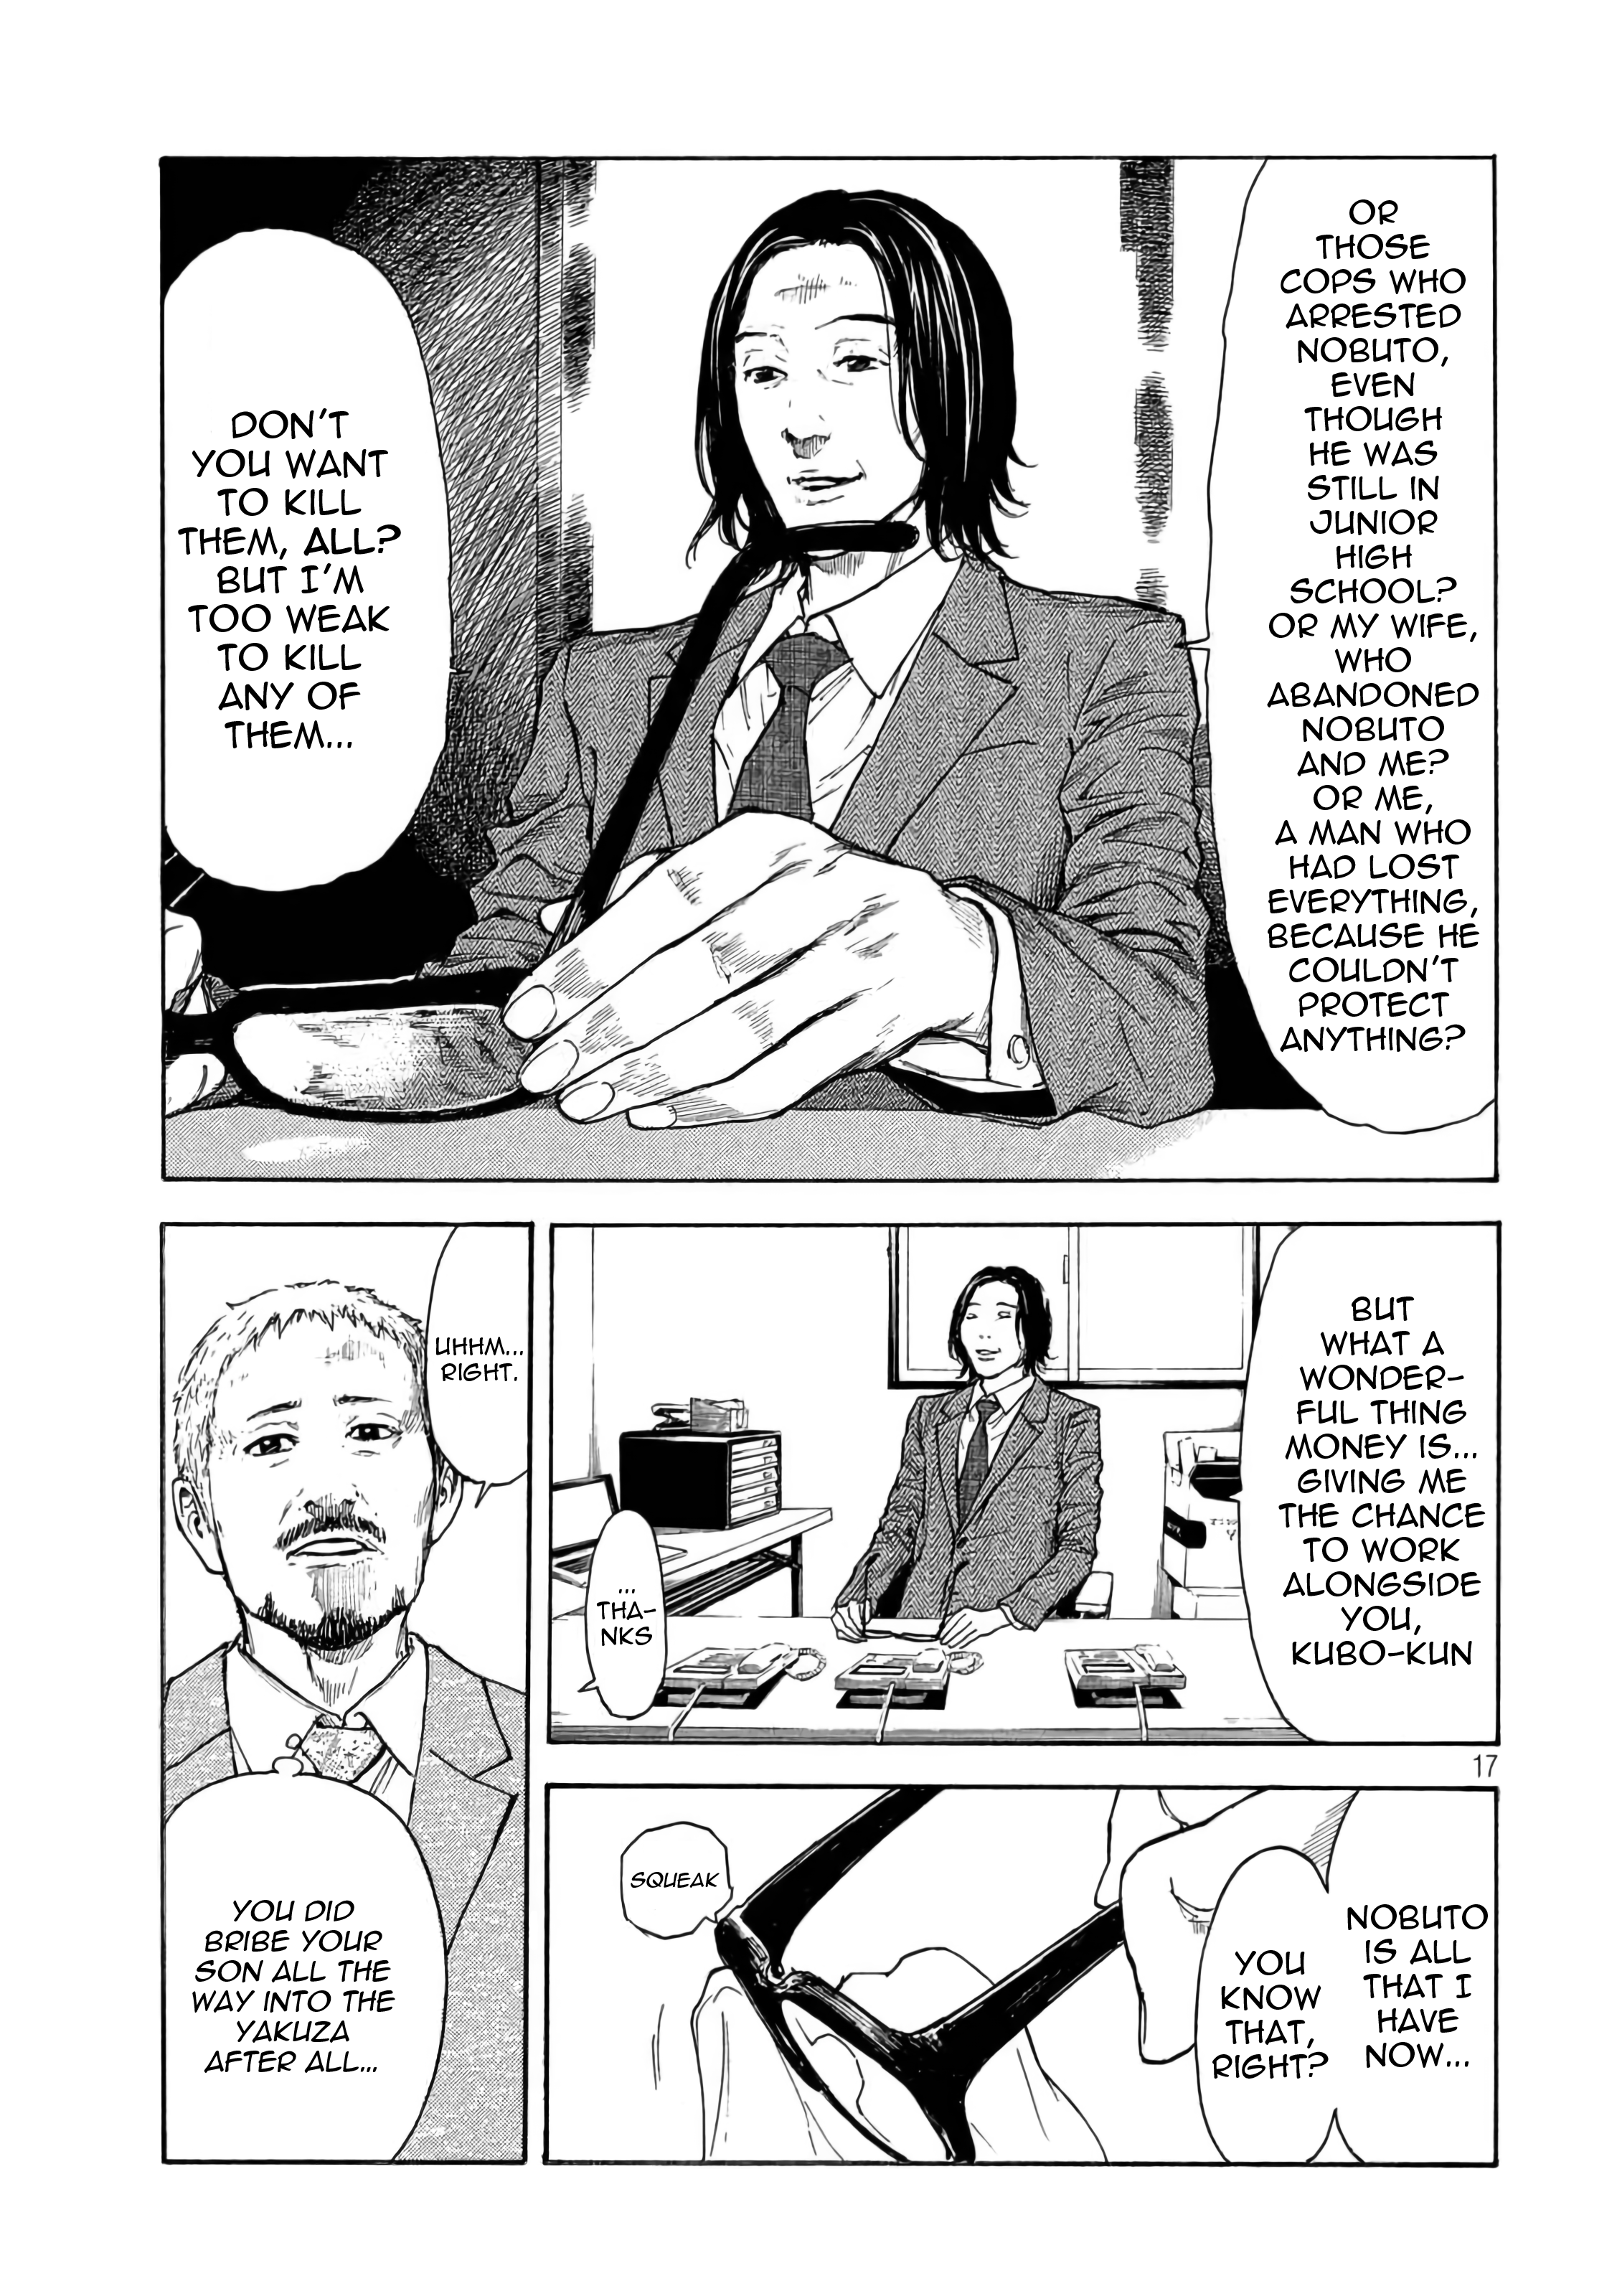 OR
THOSE
COPS WHO
ARRESTED
NOBUTO,
EVEN
THOUGH
HE WAS
STILL IN
JUNIOR
HIGH
SCHOOL?
OR MY WIFE,
WHO
ABANDONED
NOBUTO
AND ME?
OR ME,
A MAN WHO
HAD LOST
EVERYTHING,
BECAUSE HE
COULDN'T
PROTECT
ANYTHING?
DON'T
YOU WANT
TO KILL
THEM, ALL?
BUT I'M
TOO WEAK
TO KILL
ANY OF
THEM...
BUT
WHAT A
WONDER-
FUL THING
MONEY IS...
GIVING ME
THE CHANCE
TO WORK
ALONGSIDE
YOU,
KUBO-KUN
...
THA-
NKS
17
NOBUTO
IS ALL
THAT I
HAVE
NOW...
YOU
KNOW
THAT,
RIGHT?
SQUEAK
UHHM...
RIGHT.
YOU DID
BRIBE YOUR
SON ALL THE
WAY INTO THE
YAKUZA
AFTER ALL...